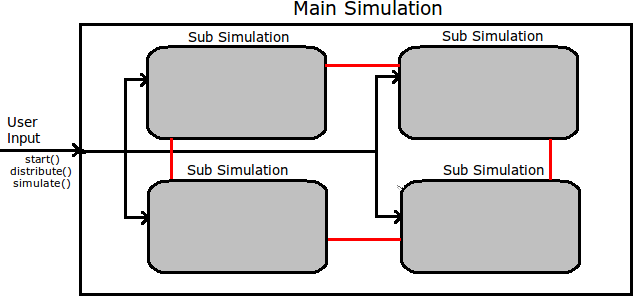 Main Simulation
Sub Simulation
Sub Simulation
User
Input
start()
distribute()
simulate()
Sub Simulation
Sub Simulation